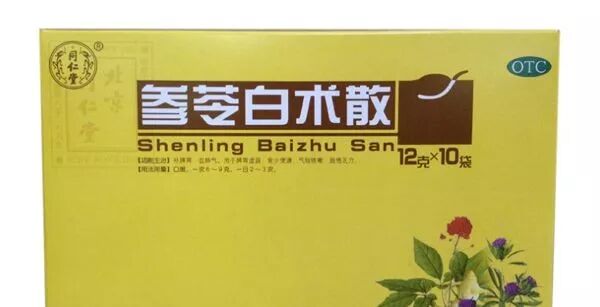 同仁堂®
北京
同仁堂
OTC
参苓白术散
Shenling Baizhu San
12克×10袋
【功能主治】补脾胃,益肺气。用于脾胃虚弱,食少便溏,气短咳嗽,肢倦乏力。
【用法用量】口服。一次6~9克,一日2~3次。